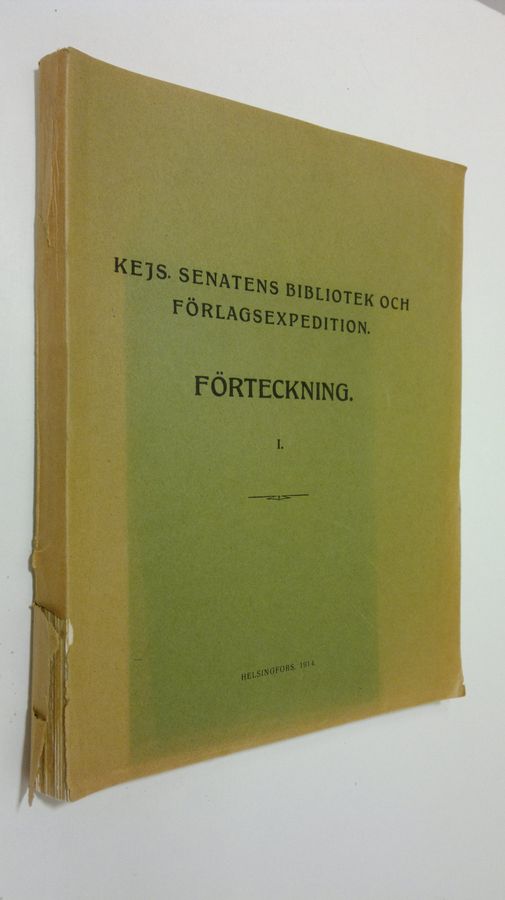 KEJS. SENATENS BIBLIOTEK OCH
FÖRLAGSEXPEDITION.
FÖRTECKNING.
I.
HELSINGFORS, 1914.